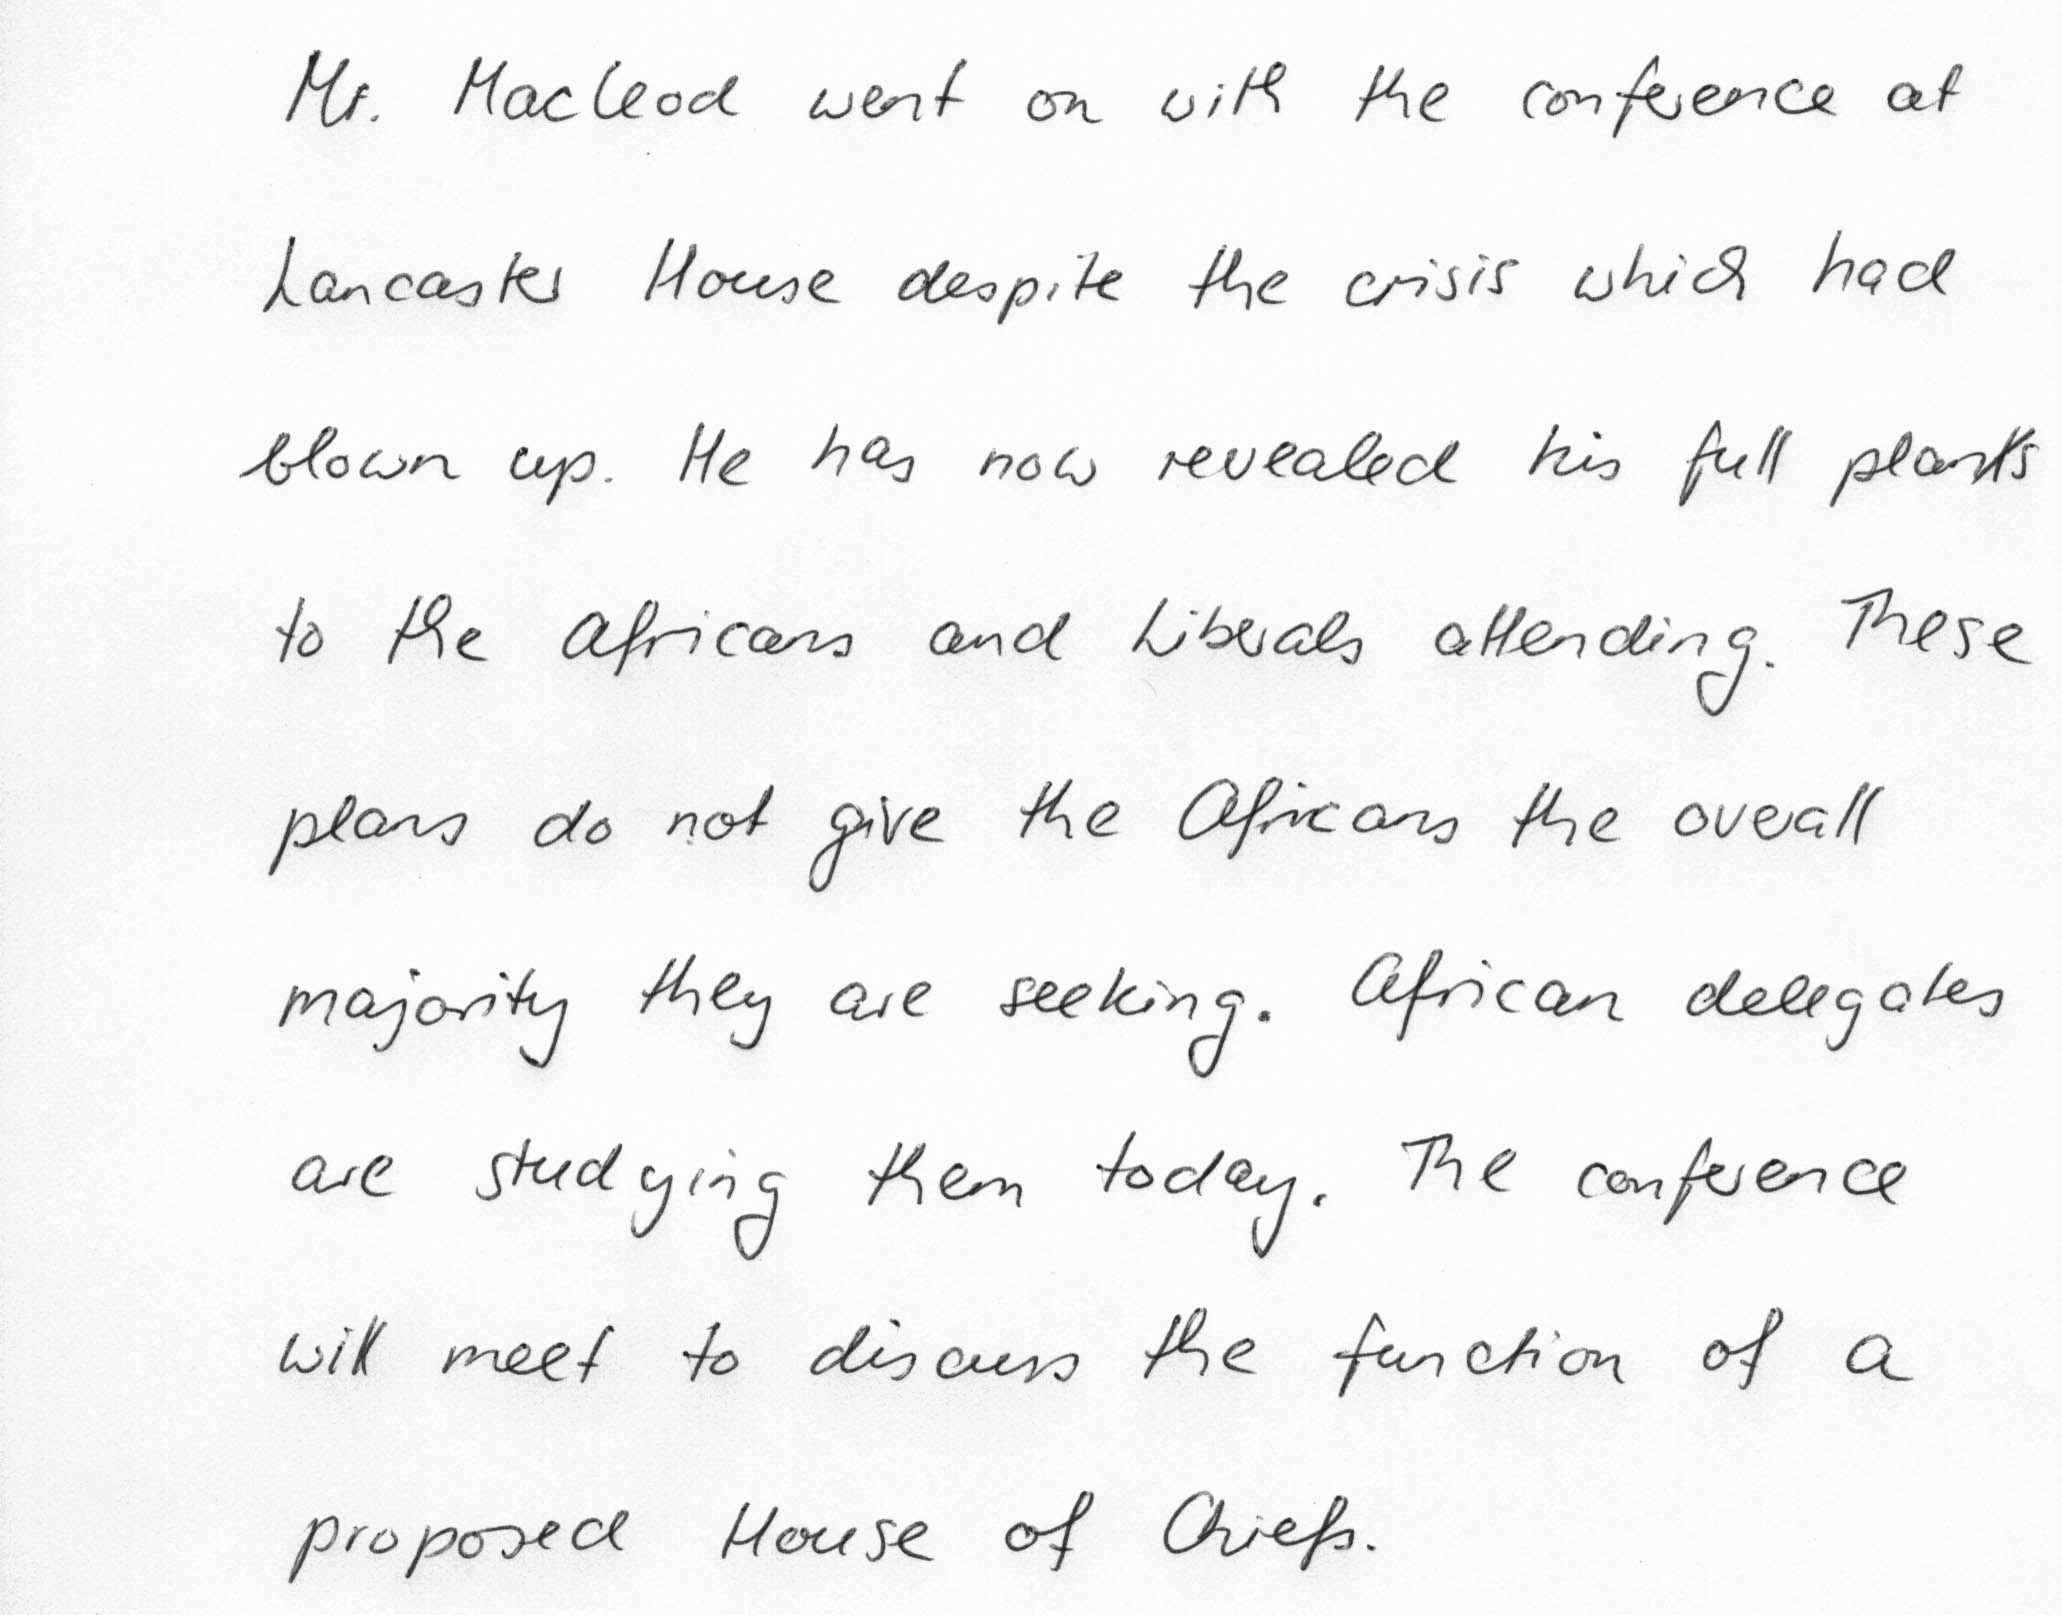 Mr. Macleod went on with the conference at
Lancaster House despite the crisis which had
blown up. He has now revealed his full plans
to the Africans and Liberals attending. These
plans do not give the Africans the overall
majority they are seeking. African delegates
are studying them today. The conference
will meet to discuss the function of a
proposed House of Chiefs.